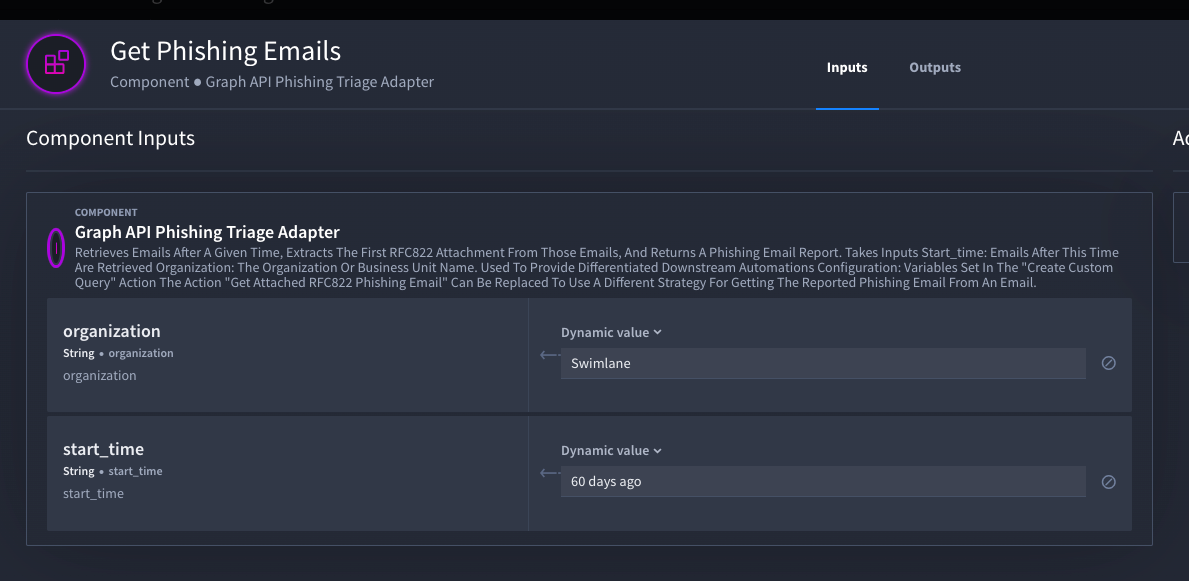 Get Phishing Emails
Component ● Graph API Phishing Triage Adapter
Inputs
Outputs
Component Inputs
COMPONENT
Graph API Phishing Triage Adapter
Retrieves Emails After A Given Time, Extracts The First RFC822 Attachment From Those Emails, And Returns A Phishing Email Report. Takes Inputs Start_time: Emails After This Time
Are Retrieved Organization: The Organization Or Business Unit Name. Used To Provide Differentiated Downstream Automations Configuration: Variables Set In The "Create Custom
Query" Action The Action "Get Attached RFC822 Phishing Email" Can Be Replaced To Use A Different Strategy For Getting The Reported Phishing Email From An Email.
organization
String • organization
organization
Dynamic value
Swimlane
start_time
String • start_time
start_time
Dynamic value
60 days ago